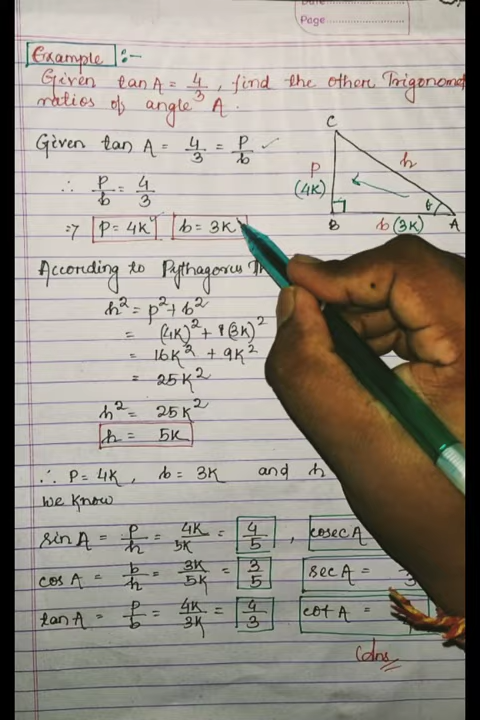 Page
Example :-
Given tan A = 4/3, find the other Trigonomet
ratios of angle A.
Given tan A = 4/3 = P/b ✓
∴ P/b = 4/3
⇒ P = 4K b = 3K
C
P
(4K)
h
B
b (3K)
A
According to Pythagorus
h² = p² + b²
= (4K)² + (3K)²
= 16K² + 9K²
= 25K²
h² = 25K²
h = 5K
∴ P = 4K, b = 3K and h
we know
sin A = P/h = 4K/5K = 4/5, cosec A
cos A = b/h = 3K/5K = 3/5 sec A =
tan A = P/b = 4K/3K = 4/3 cot A =